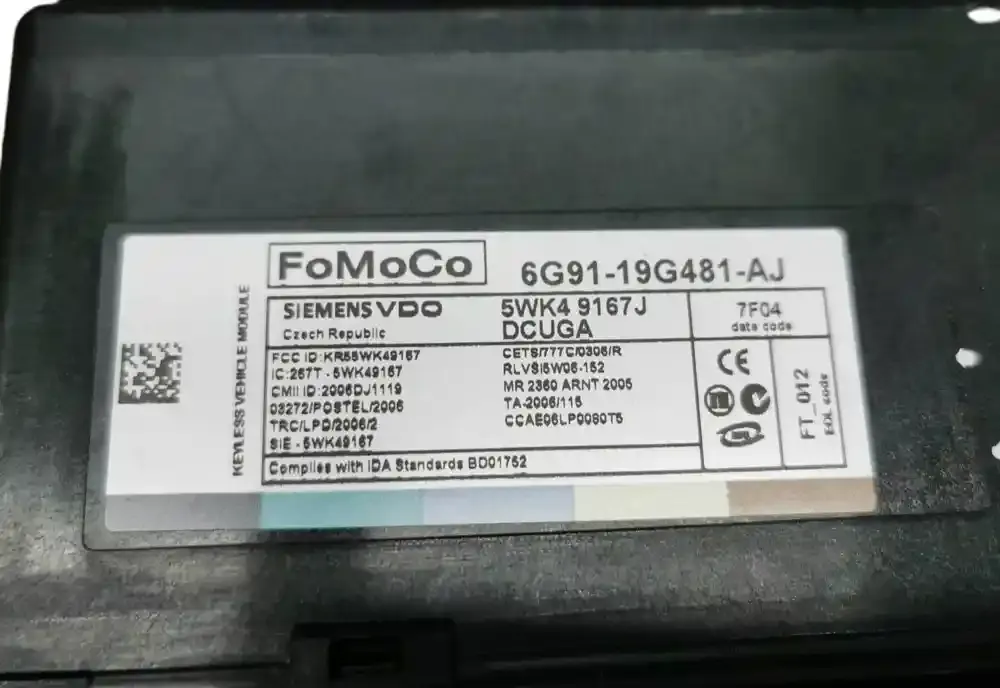 FoMoCo
6G91-19G481-AJ
SIEMENS VDO
5WK4 9167J
7F04
Czech Republic
DCUGA
date code
KEYLESS VEHICLE MODULE
FCC ID:KR55WK49167
IC:267T - 5WK49167
CMII ID:2006DJ1119
03272/POSTEL/2006
TRC/LPD/2006/2
SIE - 5WK49167
CETS/777C/0306/R
RLVSI5W06-152
MR 2360 ARNT 2005
TA-2006/115
CCAE06LP0080T5
CE
FT_012
EOL code
Complies with IDA Standards BD01752